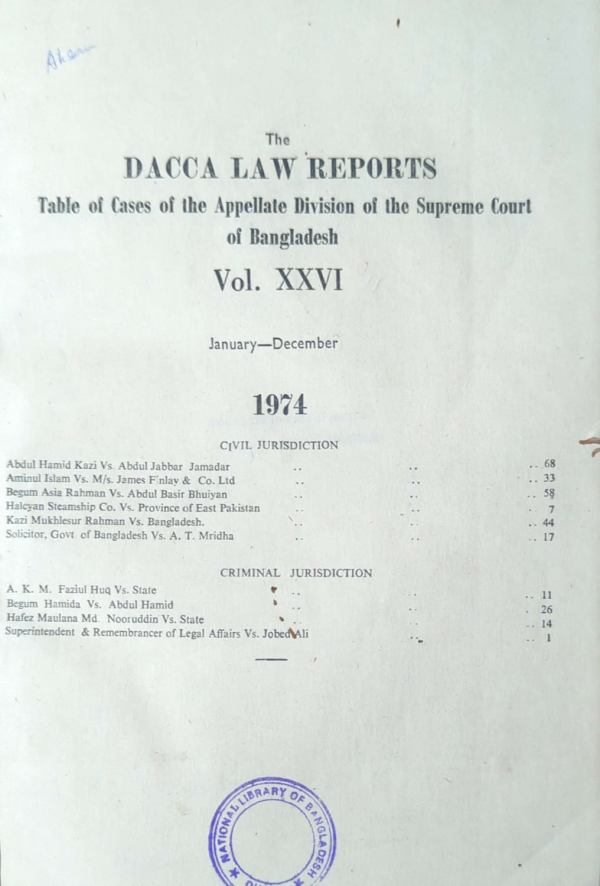 The
DACCA LAW REPORTS
Table of Cases of the Appellate Division of the Supreme Court
of Bangladesh
Vol. XXVI
January—December
1974
CIVIL JURISDICTION
Abdul Hamid Kazi Vs. Abdul Jabbar Jamadar .. .. .. 68
Aminul Islam Vs. M/s. James Finlay & Co. Ltd .. .. .. 33
Begum Asia Rahman Vs. Abdul Basir Bhuiyan .. .. .. 58
Halcyan Steamship Co. Vs. Province of East Pakistan .. .. .. 7
Kazi Mukhlesur Rahman Vs. Bangladesh. .. .. .. 44
Solicitor, Govt. of Bangladesh Vs. A. T. Mridha .. .. .. 17
CRIMINAL JURISDICTION
A. K. M. Faziul Huq Vs. State .. .. .. 11
Begum Hamida Vs. Abdul Hamid .. .. . 26
Hafez Maulana Md. Nooruddin Vs. State .. .. .. 14
Superintendent & Remembrancer of Legal Affairs Vs. Jobed Ali .. .. .. 1
NATIONAL LIBRARY OF BANGLADESH